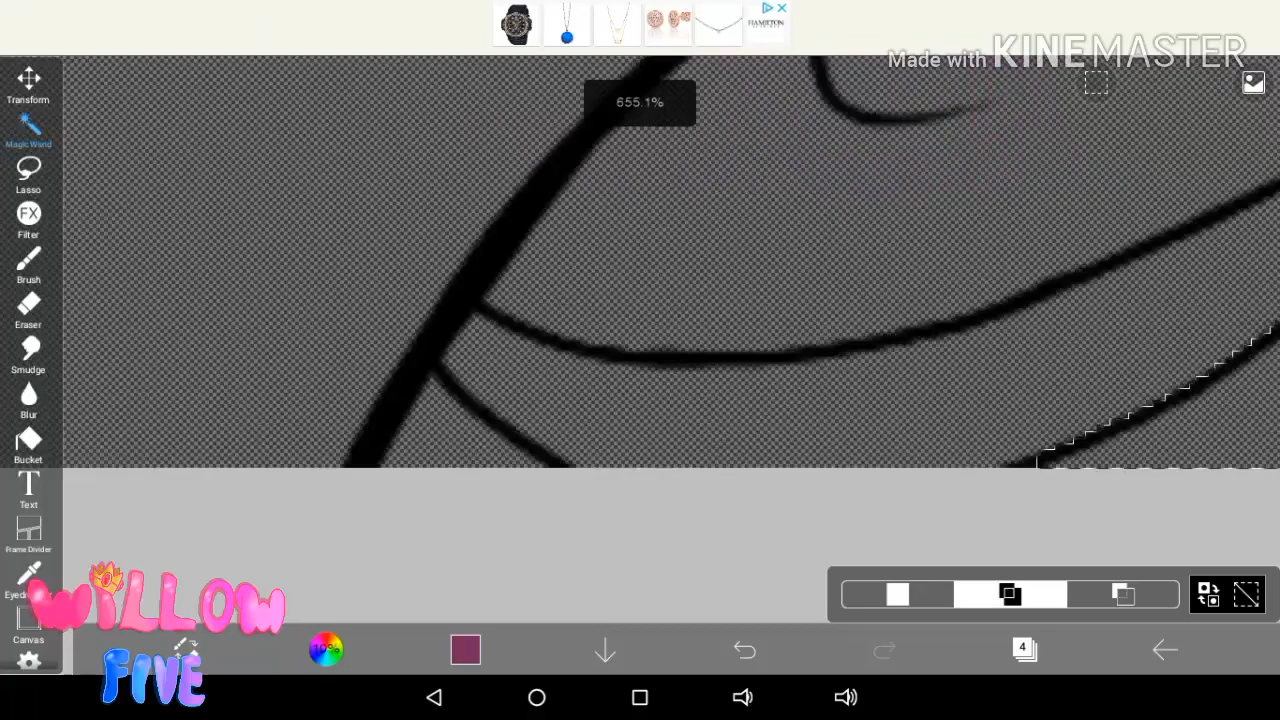 HAMILTON
Made with KINEMASTER
655.1%
Transform
Magic Wand
Lasso
FX
Filter
Brush
Eraser
Smudge
Blur
Bucket
T
Text
Frame Divider
Canvas
10%
4
WiLLOW
FIVE